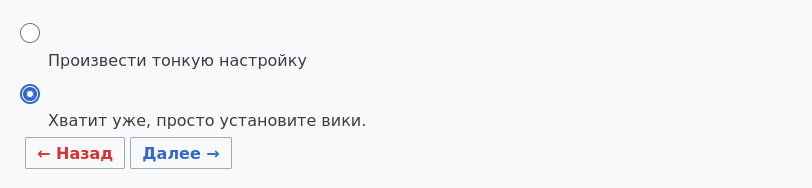 Произвести тонкую настройку
Хватит уже, просто установите вики.
← Назад
Далее →